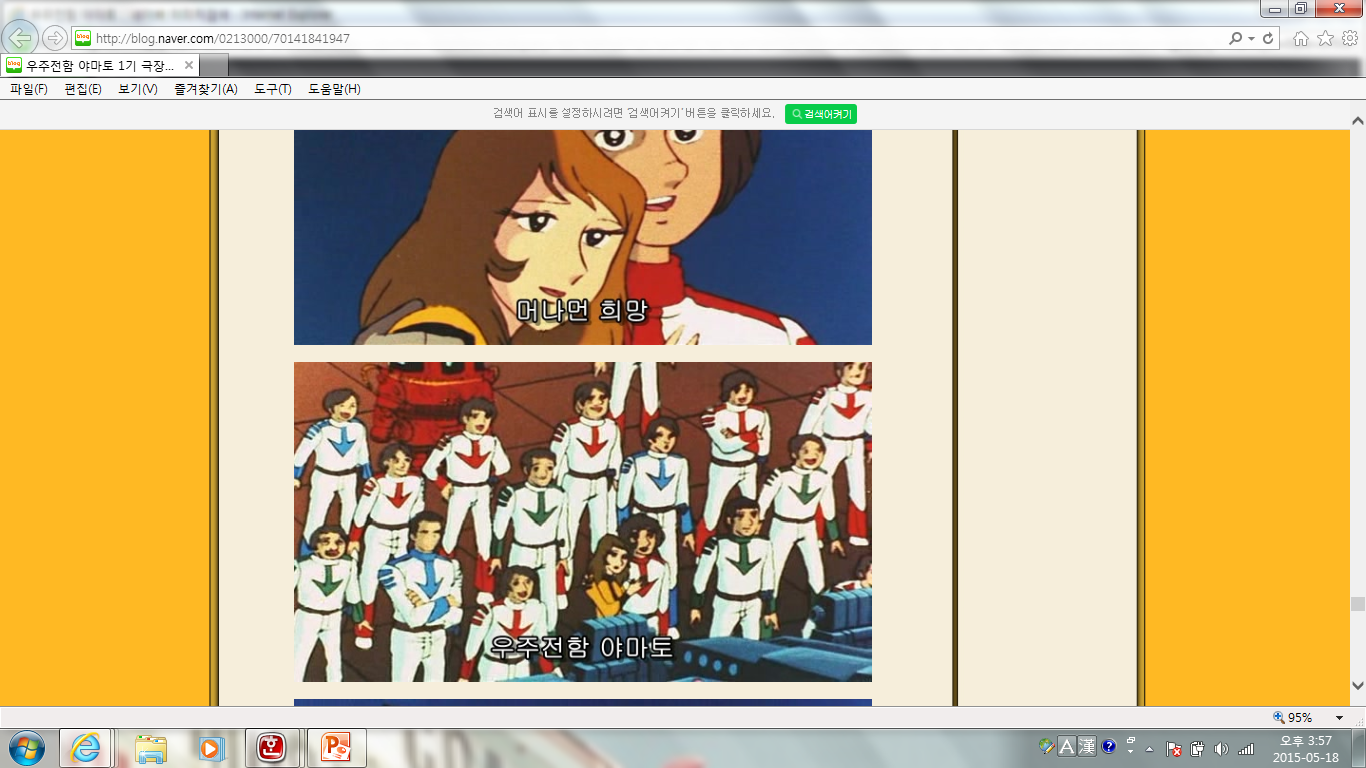 http://blog.naver.com/0213000/70141841947
우주전함 야마토 1기 극장...
파일(F) 편집(E) 보기(V) 즐겨찾기(A) 도구(T) 도움말(H)
검색어 표시를 설정하시려면 '검색어켜기' 버튼을 클릭하세요. 검색어켜기
머나먼 희망
우주전함 야마토
95%
A 漢
오후 3:57
2015-05-18